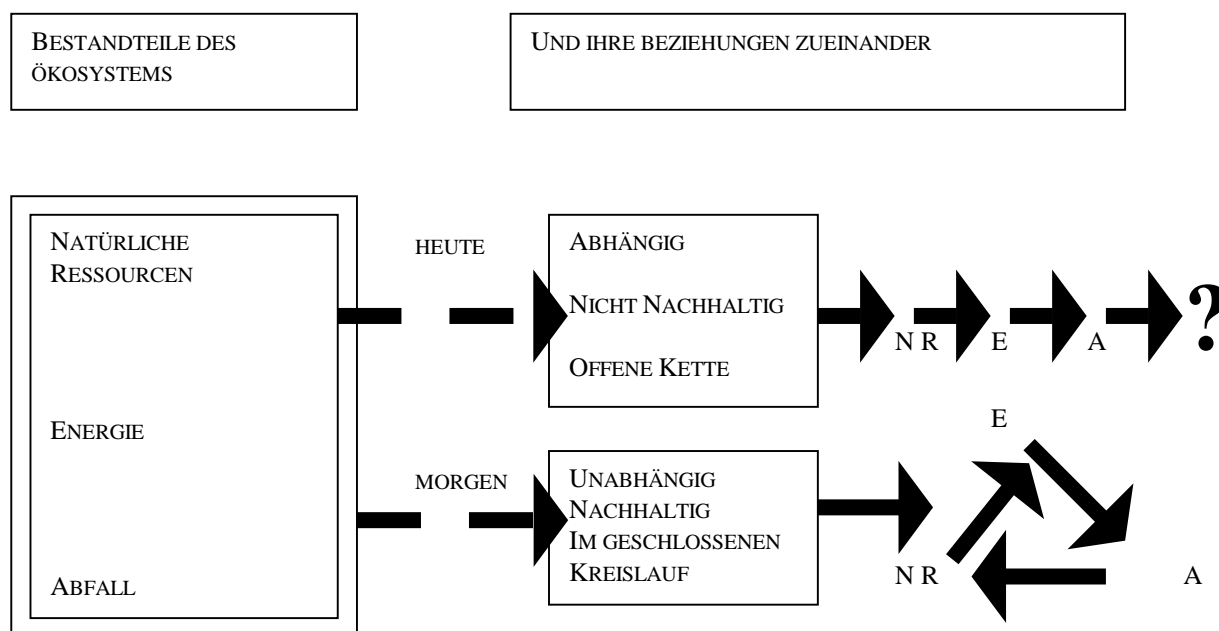 BESTANDTEILE DES
ÖKOSYSTEMS
UND IHRE BEZIEHUNGEN ZUEINANDER
NATÜRLICHE
RESSOURCEN
ENERGIE
ABFALL
HEUTE
ABHÄNGIG
NICHT NACHHALTIG
OFFENE KETTE
N R
E
A
?
MORGEN
UNABHÄNGIG
NACHHALTIG
IM GESCHLOSSENEN
KREISLAUF
E
N R
A